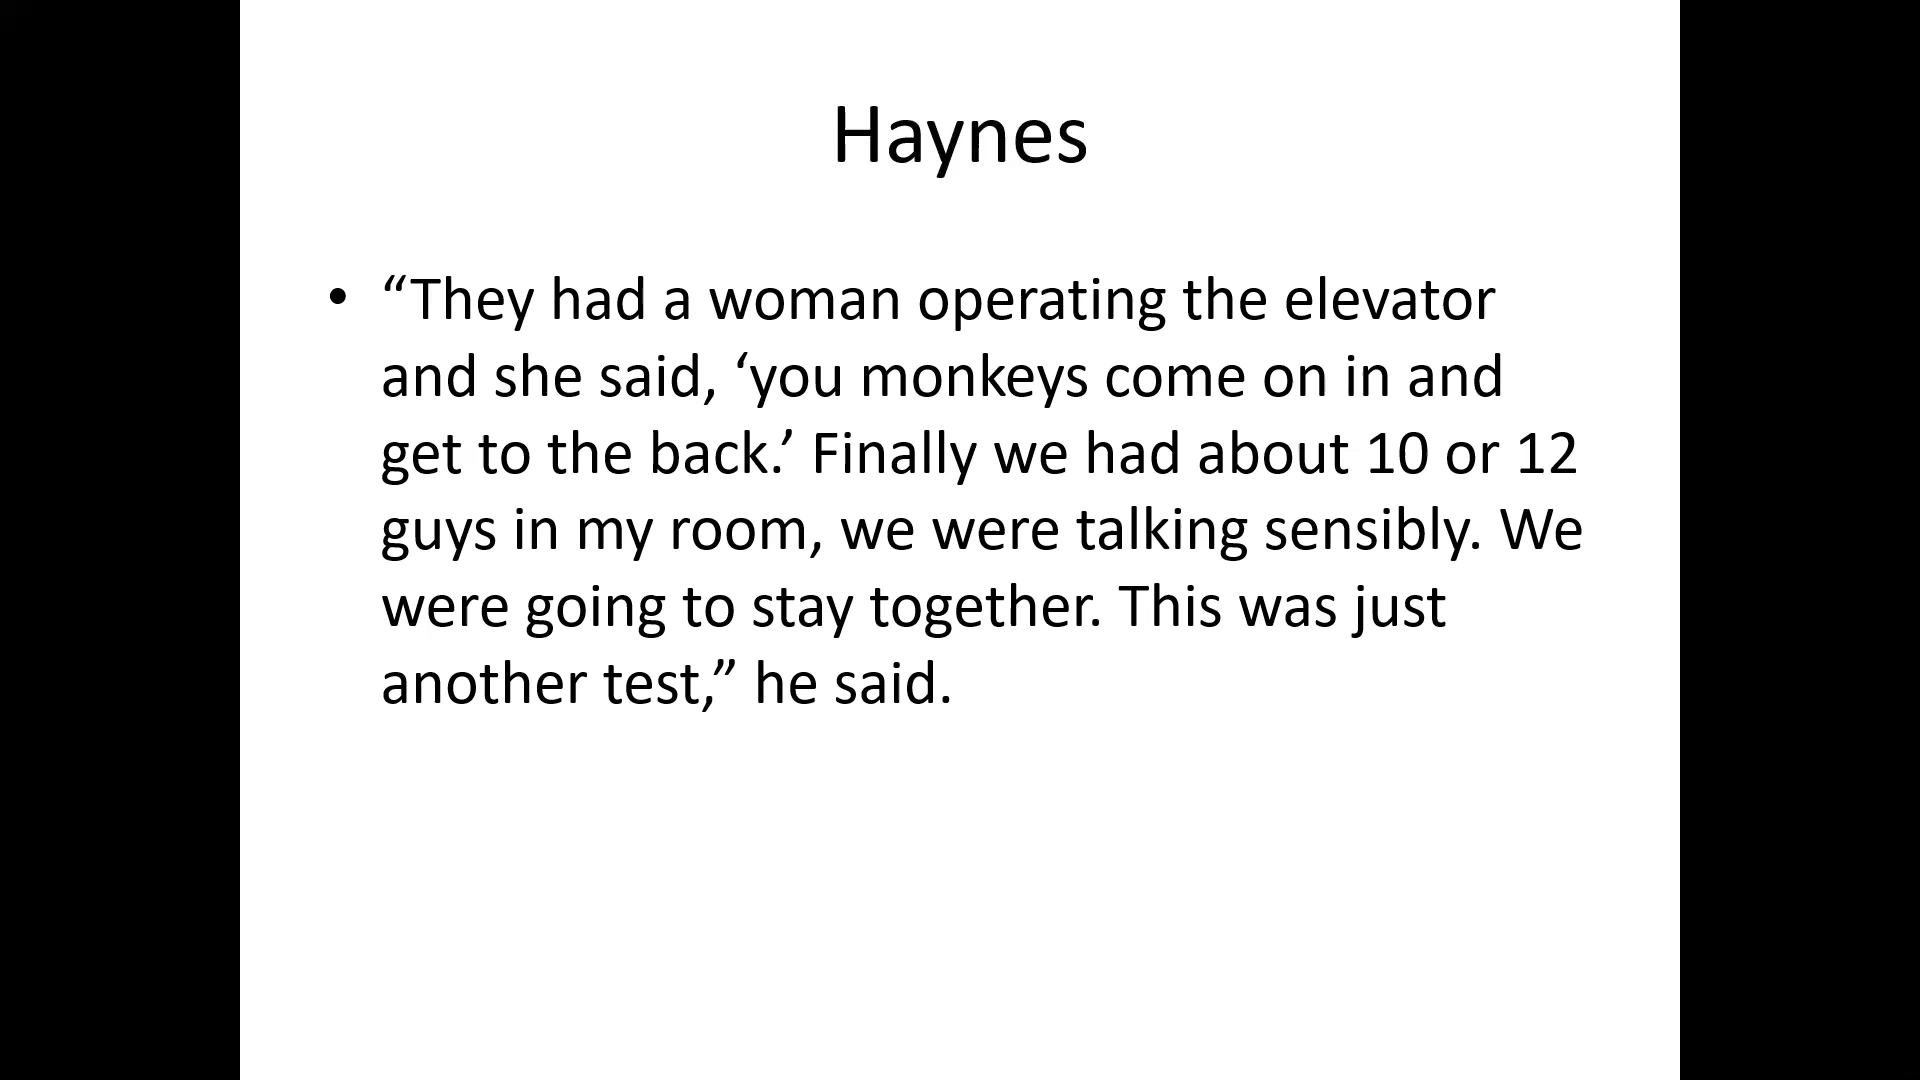 Haynes
• “They had a woman operating the elevator
and she said, ‘you monkeys come on in and
get to the back.’ Finally we had about 10 or 12
guys in my room, we were talking sensibly. We
were going to stay together. This was just
another test,” he said.